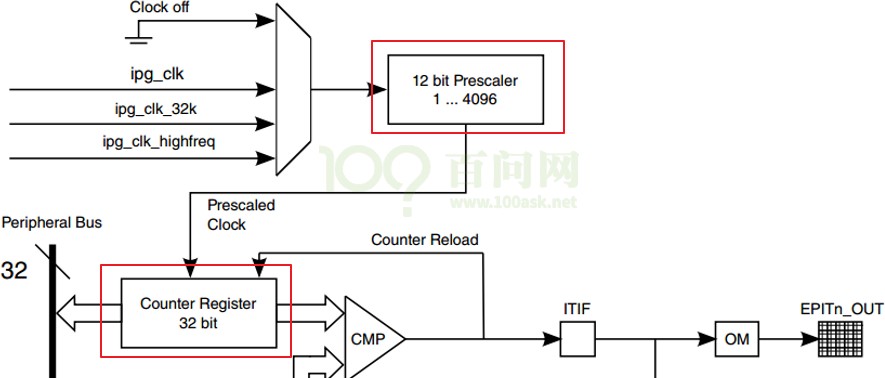 Clock off
ipg_clk
ipg_clk_32k
ipg_clk_highfreq
12 bit Prescaler
1 ... 4096
100
百问网
www.100ask.net
Prescaled
Clock
Peripheral Bus
Counter Reload
32
Counter Register
32 bit
CMP
ITIF
OM
EPITn_OUT